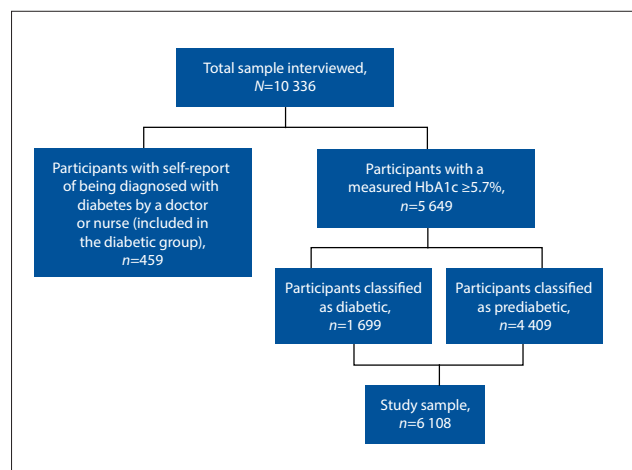 Total sample interviewed,
N=10 336
Participants with self-report
of being diagnosed with
diabetes by a doctor
or nurse (included in
the diabetic group),
n=459
Participants with a
measured HbA1c ≥5.7%,
n=5 649
Participants classified
as diabetic,
n=1 699
Participants classified
as prediabetic,
n=4 409
Study sample,
n=6 108